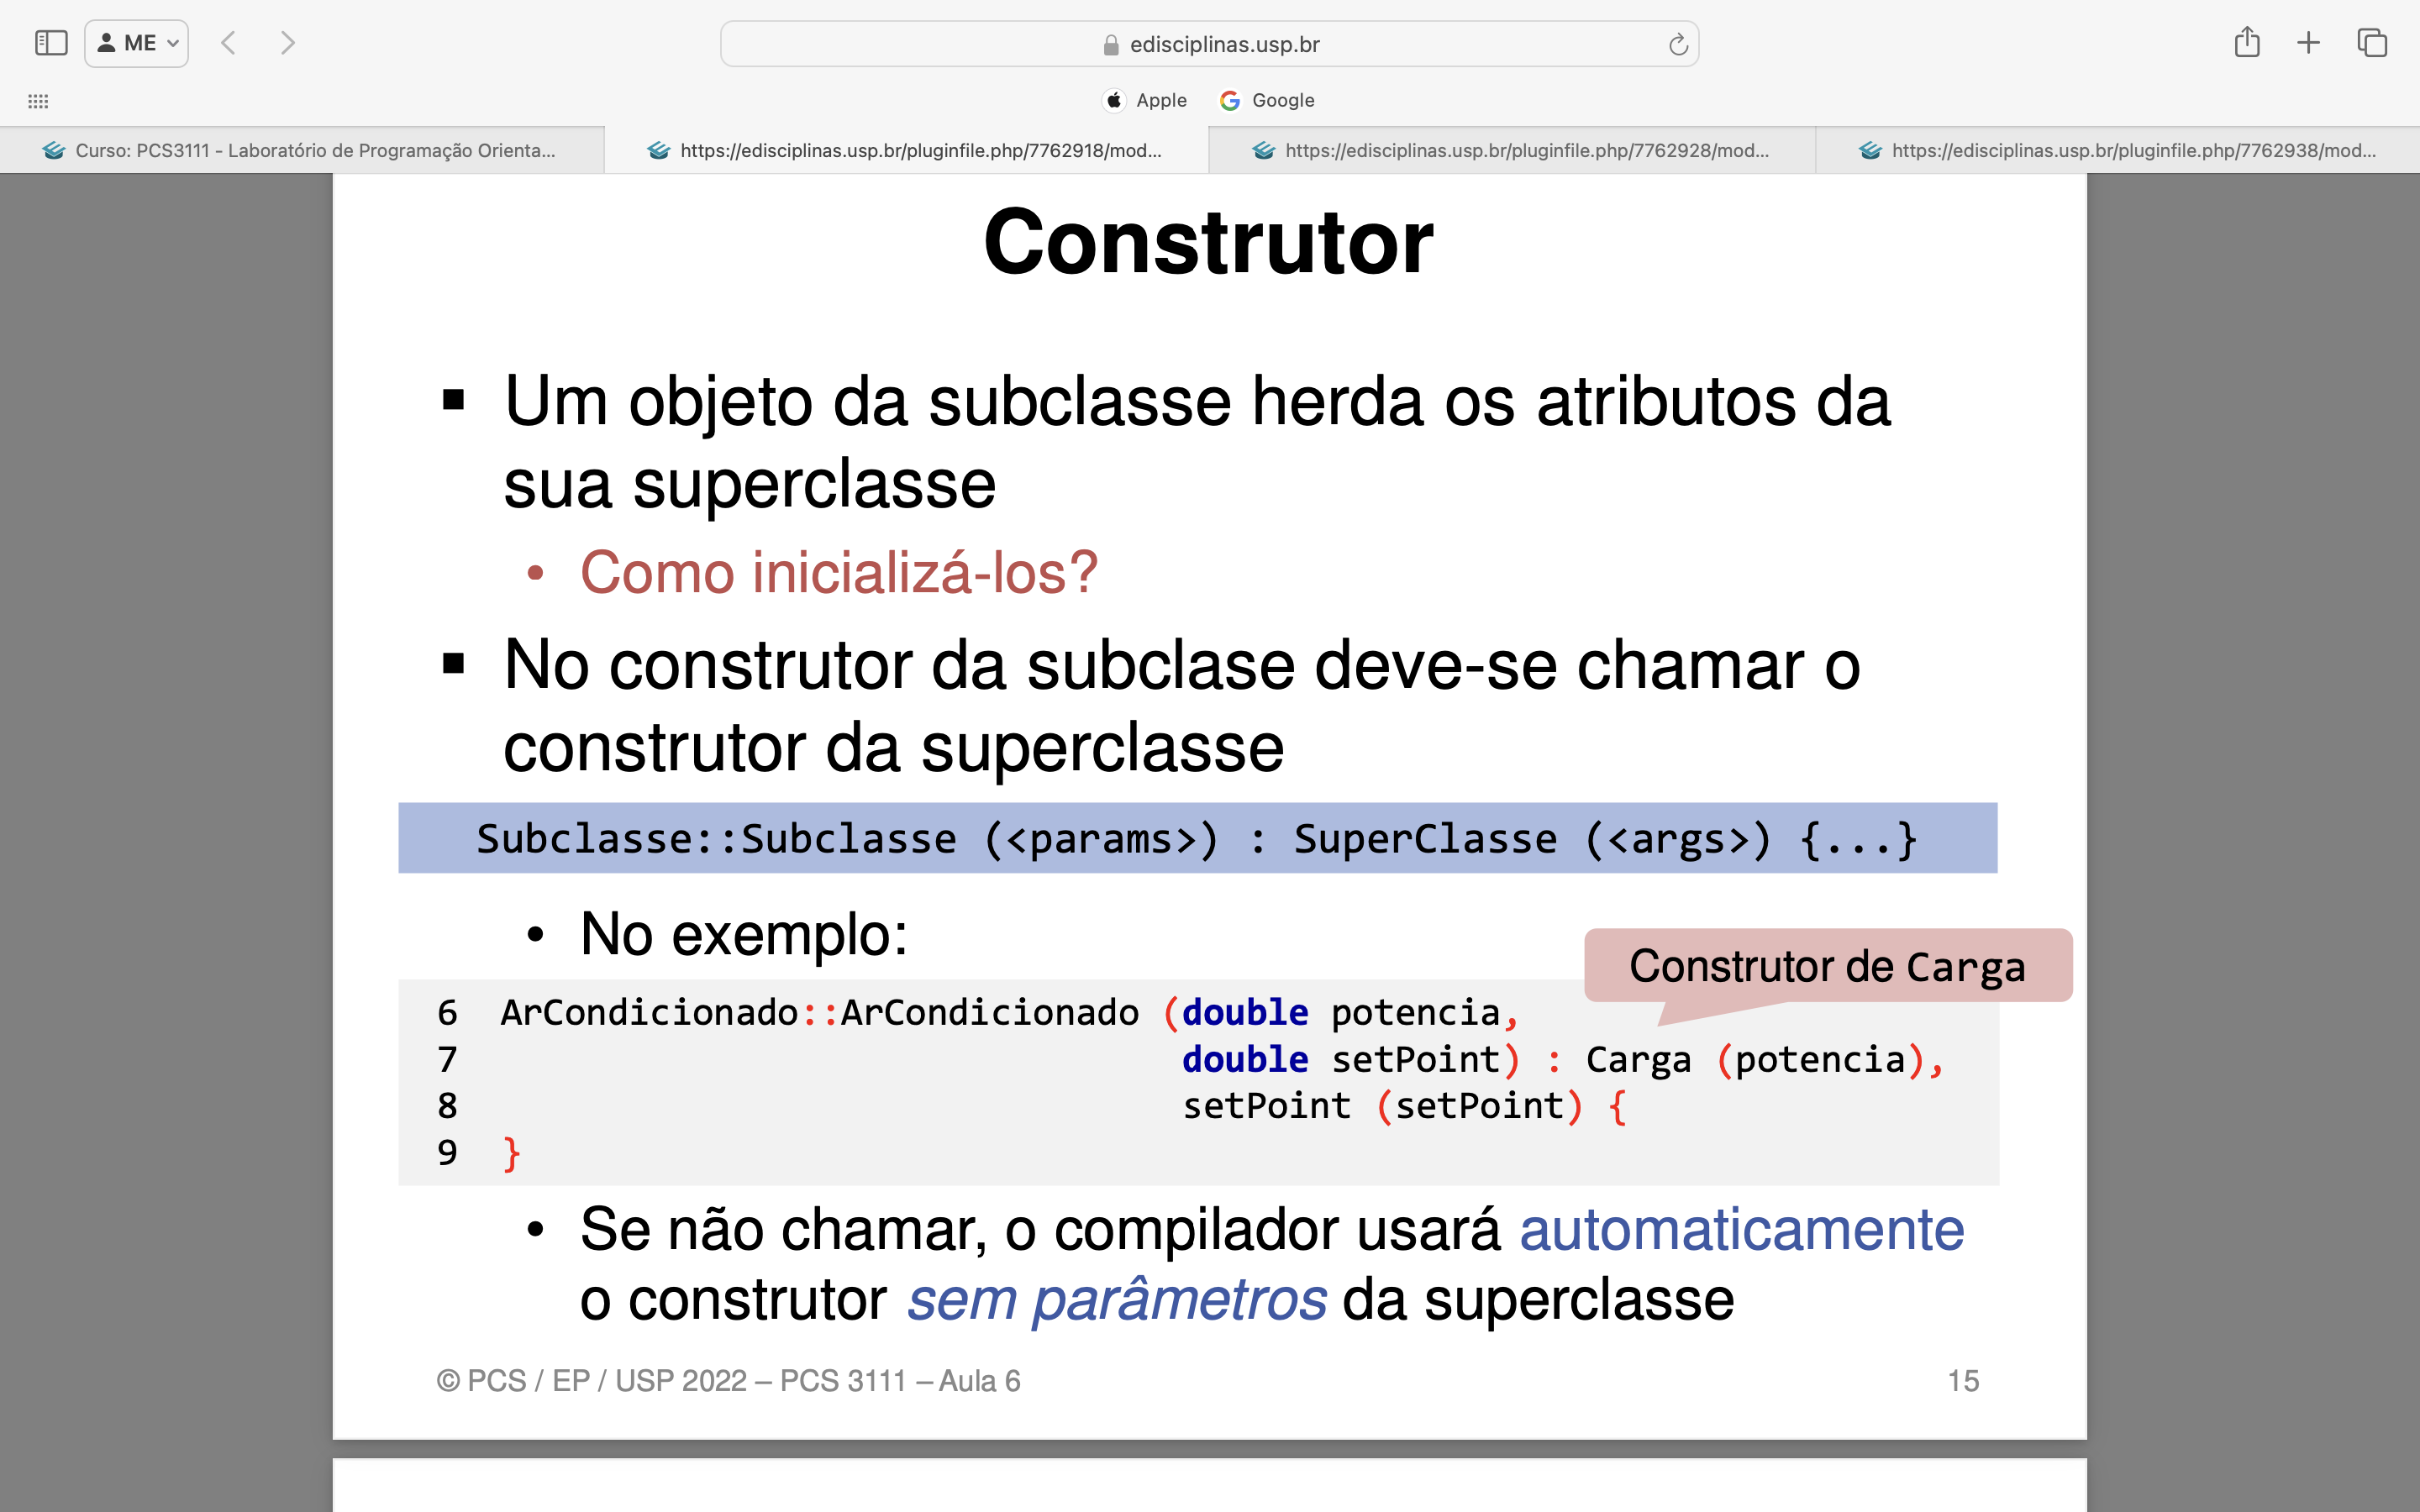 ME
edisciplinas.usp.br
Apple Google
Curso: PCS3111 - Laboratório de Programação Orienta...
https://edisciplinas.usp.br/pluginfile.php/7762918/mod...
https://edisciplinas.usp.br/pluginfile.php/7762928/mod...
https://edisciplinas.usp.br/pluginfile.php/7762938/mod...
Construtor
▪ Um objeto da subclasse herda os atributos da
sua superclasse
• Como inicializá-los?
▪ No construtor da subclase deve-se chamar o
construtor da superclasse
Subclasse::Subclasse (<params>) : SuperClasse (<args>) {...}
• No exemplo:
Construtor de Carga
6 ArCondicionado::ArCondicionado (double potencia,
7 double setPoint) : Carga (potencia),
8 setPoint (setPoint) {
9 }
• Se não chamar, o compilador usará automaticamente
o construtor sem parâmetros da superclasse
© PCS / EP / USP 2022 – PCS 3111 – Aula 6
15